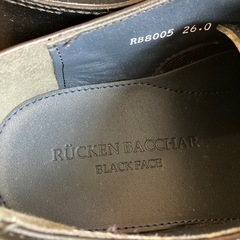 RB8005 26.0
RÜCKEN BACCHAR
BLACK FACE